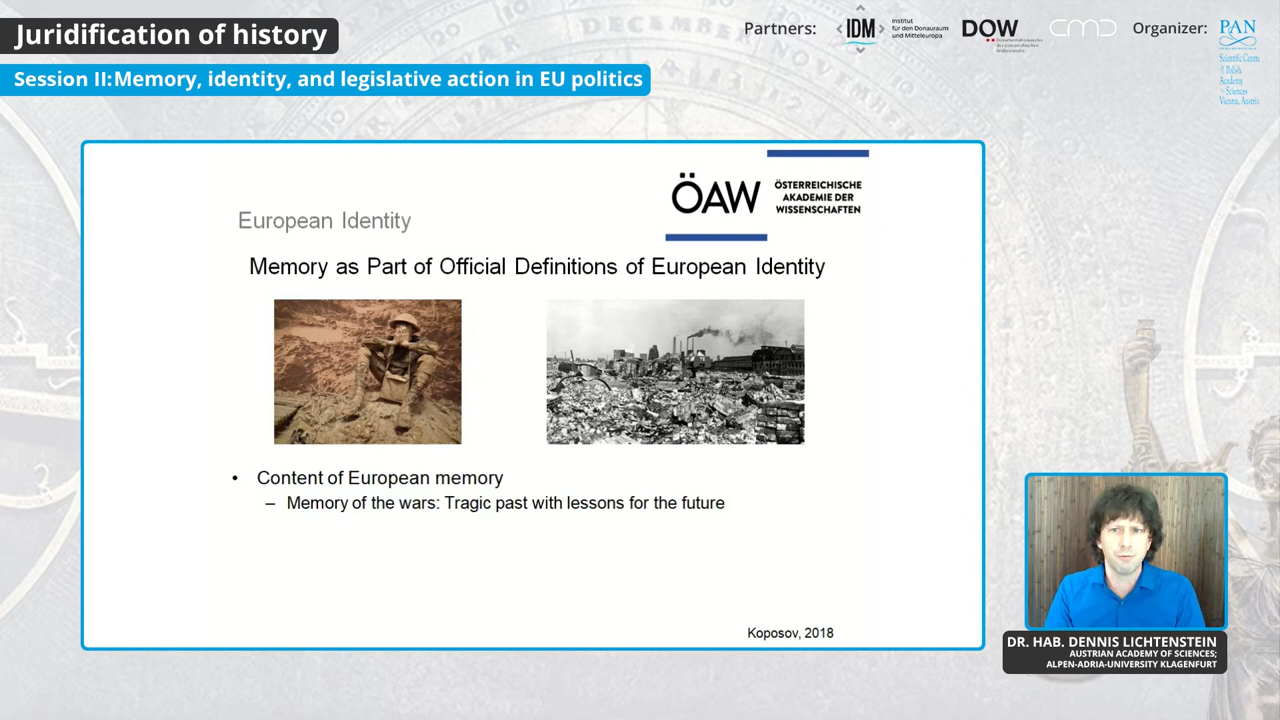 Juridification of history
Session II: Memory, identity, and legislative action in EU politics
Partners:
IDM
Institut
für den Donauraum
und Mitteleuropa
DÖW
CMD
Organizer:
PAN
Scientific Centre
of Polish
Academy
of Sciences
Vienna, Austria
DECEMBER
European Identity
ÖAW
ÖSTERREICHISCHE
AKADEMIE DER
WISSENSCHAFTEN
Memory as Part of Official Definitions of European Identity
• Content of European memory
– Memory of the wars: Tragic past with lessons for the future
Koposov, 2018
DR. HAB. DENNIS LICHTENSTEIN
AUSTRIAN ACADEMY OF SCIENCES;
ALPEN-ADRIA-UNIVERSITY KLAGENFURT